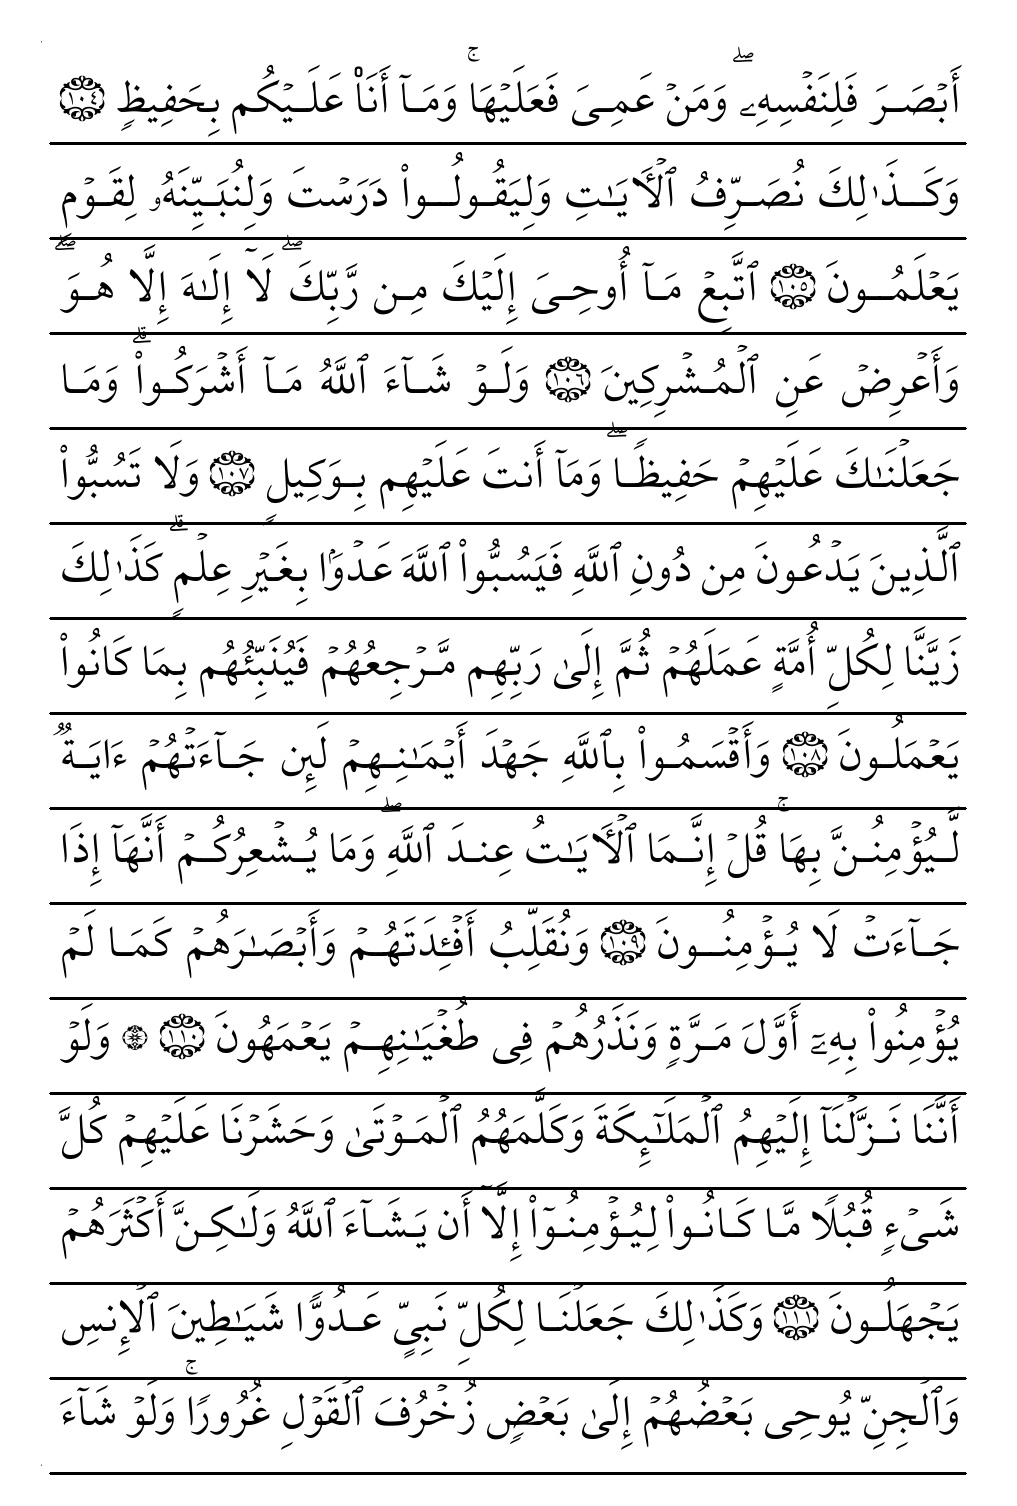 أَبۡصَرَ فَلِنَفۡسِهِۦۖ وَمَنۡ عَمِىَ فَعَلَيۡهَاۚ وَمَآ أَنَا۠ عَلَيۡكُم بِحَفِيظٍ ١٠٤
وَكَذَٰلِكَ نُصَرِّفُ ٱلۡأَيَـٰتِ وَلِيَقُولُوا۟ دَرَسۡتَ وَلِنُبَيِّنَهُۥ لِقَوۡمٍ
يَعۡلَمُونَ ١٠٥ ٱتَّبِعۡ مَآ أُوحِىَ إِلَيۡكَ مِن رَّبِّكَۖ لَآ إِلَـٰهَ إِلَّا هُوَۖ
وَأَعۡرِضۡ عَنِ ٱلۡمُشۡرِكِينَ ١٠٦ وَلَوۡ شَآءَ ٱللَّهُ مَآ أَشۡرَكُوا۟ۗ وَمَا
جَعَلۡنَـٰكَ عَلَيۡهِمۡ حَفِيظًاۖ وَمَآ أَنتَ عَلَيۡهِم بِوَكِيلٍ ١٠٧ وَلَا تَسُبُّوا۟
ٱلَّذِينَ يَدۡعُونَ مِن دُونِ ٱللَّهِ فَيَسُبُّوا۟ ٱللَّهَ عَدۡوَۢا بِغَيۡرِ عِلۡمٍۗ كَذَٰلِكَ
زَيَّنَّا لِكُلِّ أُمَّةٍ عَمَلَهُمۡ ثُمَّ إِلَىٰ رَبِّهِم مَّرۡجِعُهُمۡ فَيُنَبِّئُهُم بِمَا كَانُوا۟
يَعۡمَلُونَ ١٠٨ وَأَقۡسَمُوا۟ بِٱللَّهِ جَهۡدَ أَيۡمَـٰنِهِمۡ لَئِن جَآءَتۡهُمۡ ءَايَةٌ
لَّيُؤۡمِنُنَّ بِهَاۚ قُلۡ إِنَّمَا ٱلۡأَيَـٰتُ عِندَ ٱللَّهِۖ وَمَا يُشۡعِرُكُمۡ أَنَّهَآ إِذَا
جَآءَتۡ لَا يُؤۡمِنُونَ ١٠٩ وَنُقَلِّبُ أَفۡـِٔدَتَهُمۡ وَأَبۡصَـٰرَهُمۡ كَمَا لَمۡ
يُؤۡمِنُوا۟ بِهِۦٓ أَوَّلَ مَرَّةٍ وَنَذَرُهُمۡ فِى طُغۡيَـٰنِهِمۡ يَعۡمَهُونَ ١١٠ ۞ وَلَوۡ
أَنَّنَا نَزَّلۡنَآ إِلَيۡهِمُ ٱلۡمَلَـٰٓئِكَةَ وَكَلَّمَهُمُ ٱلۡمَوۡتَىٰ وَحَشَرۡنَا عَلَيۡهِمۡ كُلَّ
شَىۡءٍ قُبُلًا مَّا كَانُوا۟ لِيُؤۡمِنُوٓا۟ إِلَّآ أَن يَشَآءَ ٱللَّهُ وَلَـٰكِنَّ أَكۡثَرَهُمۡ
يَجۡهَلُونَ ١١١ وَكَذَٰلِكَ جَعَلۡنَا لِكُلِّ نَبِىٍّ عَدُوًّا شَيَـٰطِينَ ٱلۡإِنسِ
وَٱلۡجِنِّ يُوحِى بَعۡضُهُمۡ إِلَىٰ بَعۡضٍ زُخۡرُفَ ٱلۡقَوۡلِ غُرُورًاۚ وَلَوۡ شَآءَ